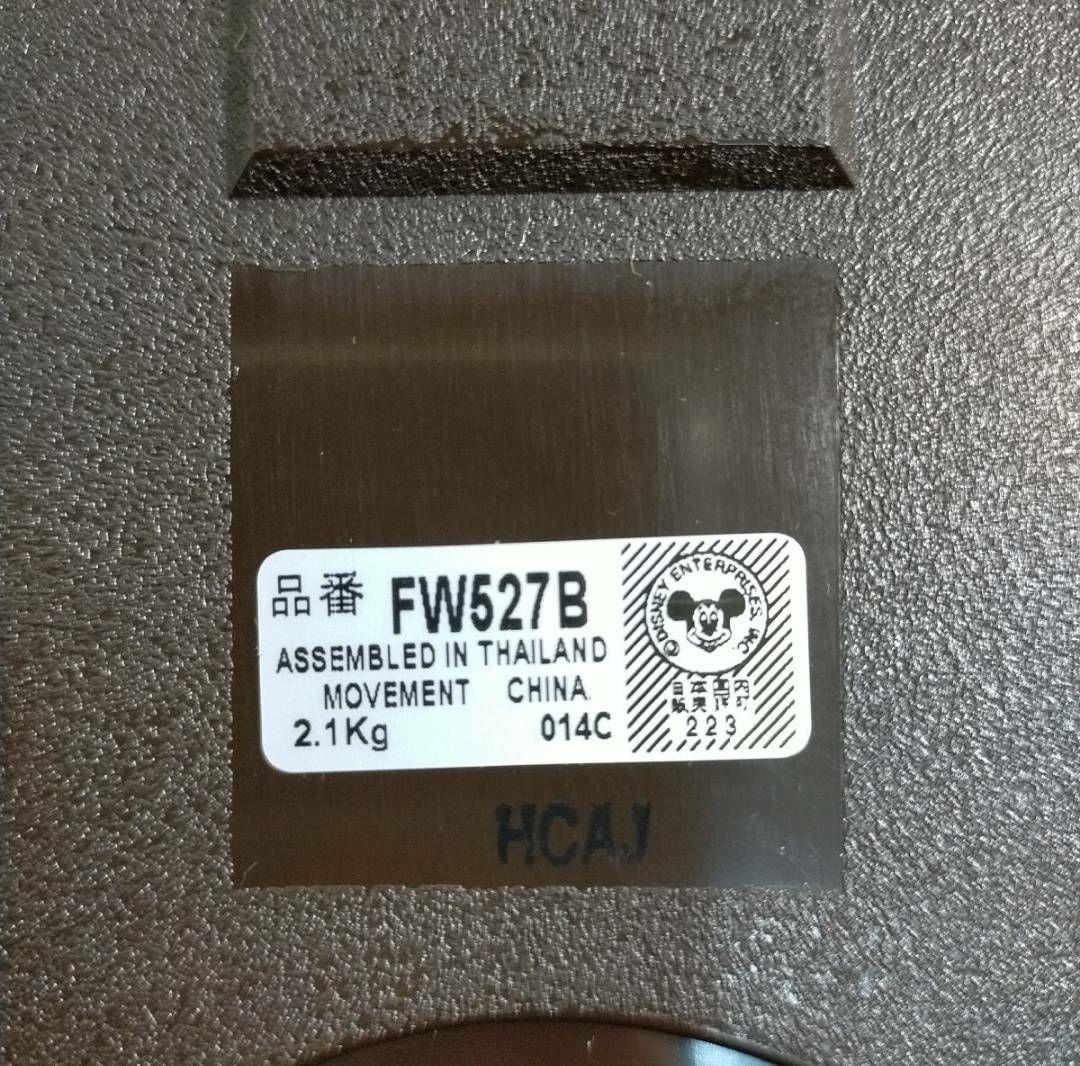 品番 FW527B
ASSEMBLED IN THAILAND
MOVEMENT CHINA
2.1Kg 014C
©DISNEY ENTERPRISES, INC.
日本国内
販売許可
223
HCAJ